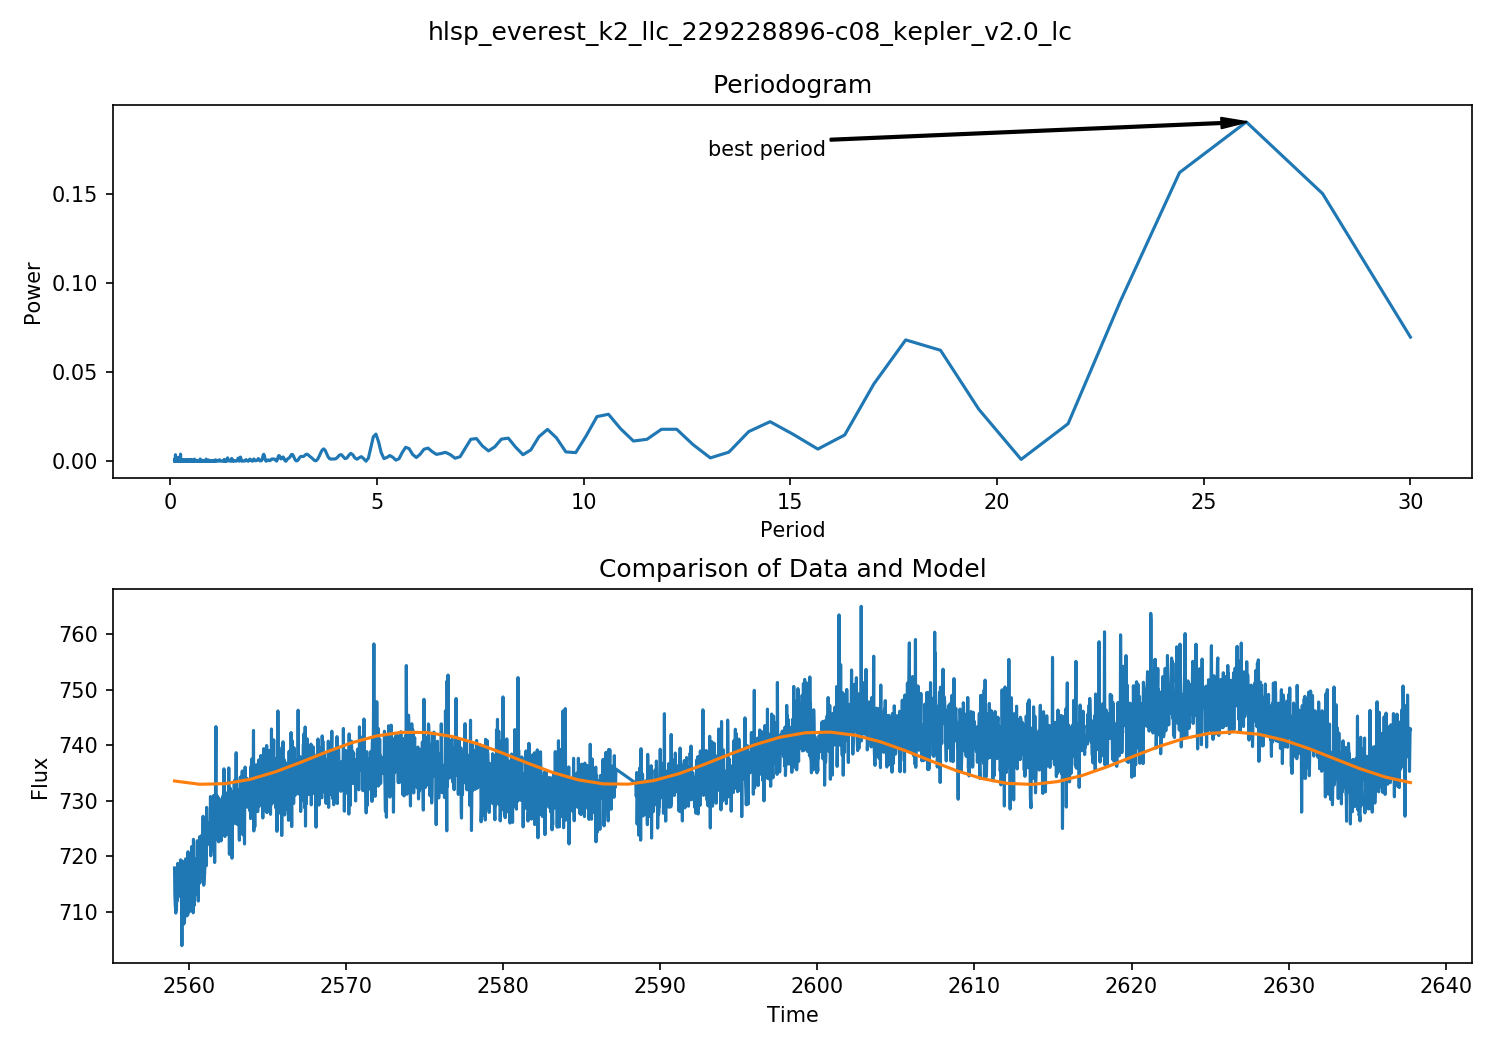 hlsp_everest_k2_llc_229228896-c08_kepler_v2.0_lc
Periodogram
best period
Power
0.15
0.10
0.05
0.00
0 5 10 15 20 25 30
Period
Comparison of Data and Model
Flux
760
750
740
730
720
710
2560 2570 2580 2590 2600 2610 2620 2630 2640
Time